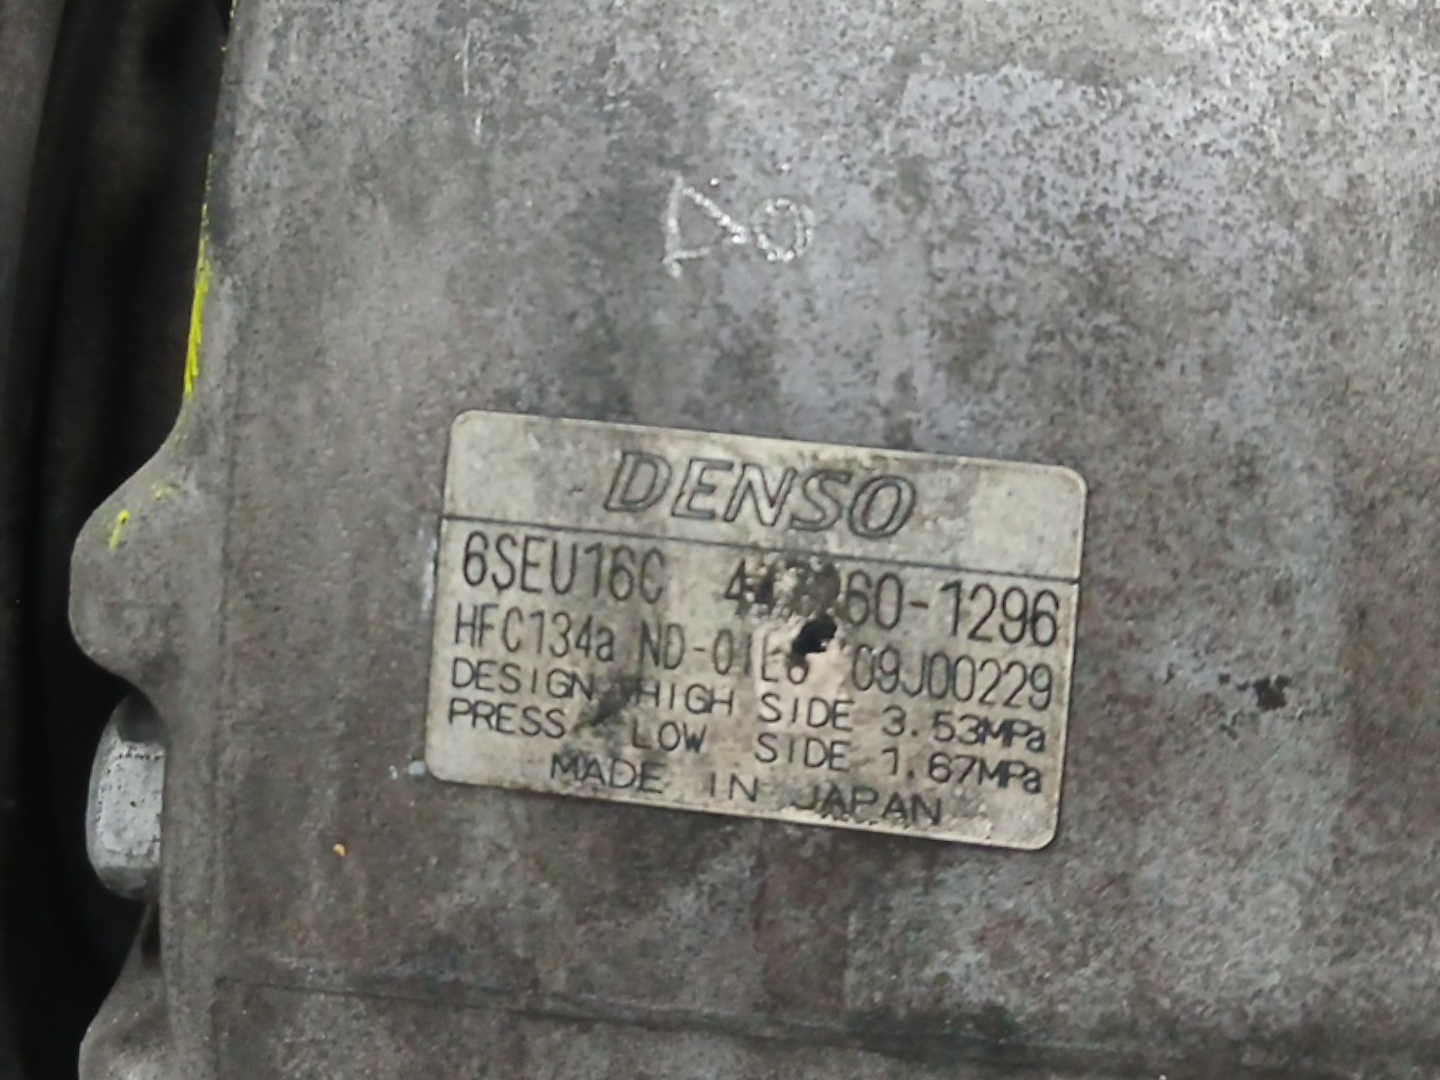 DENSO
6SEU16C
HFC134a ND-OIL8 09J00229
DESIGN HIGH SIDE 3.53MPa
PRESS LOW SIDE 1.67MPa
MADE IN JAPAN